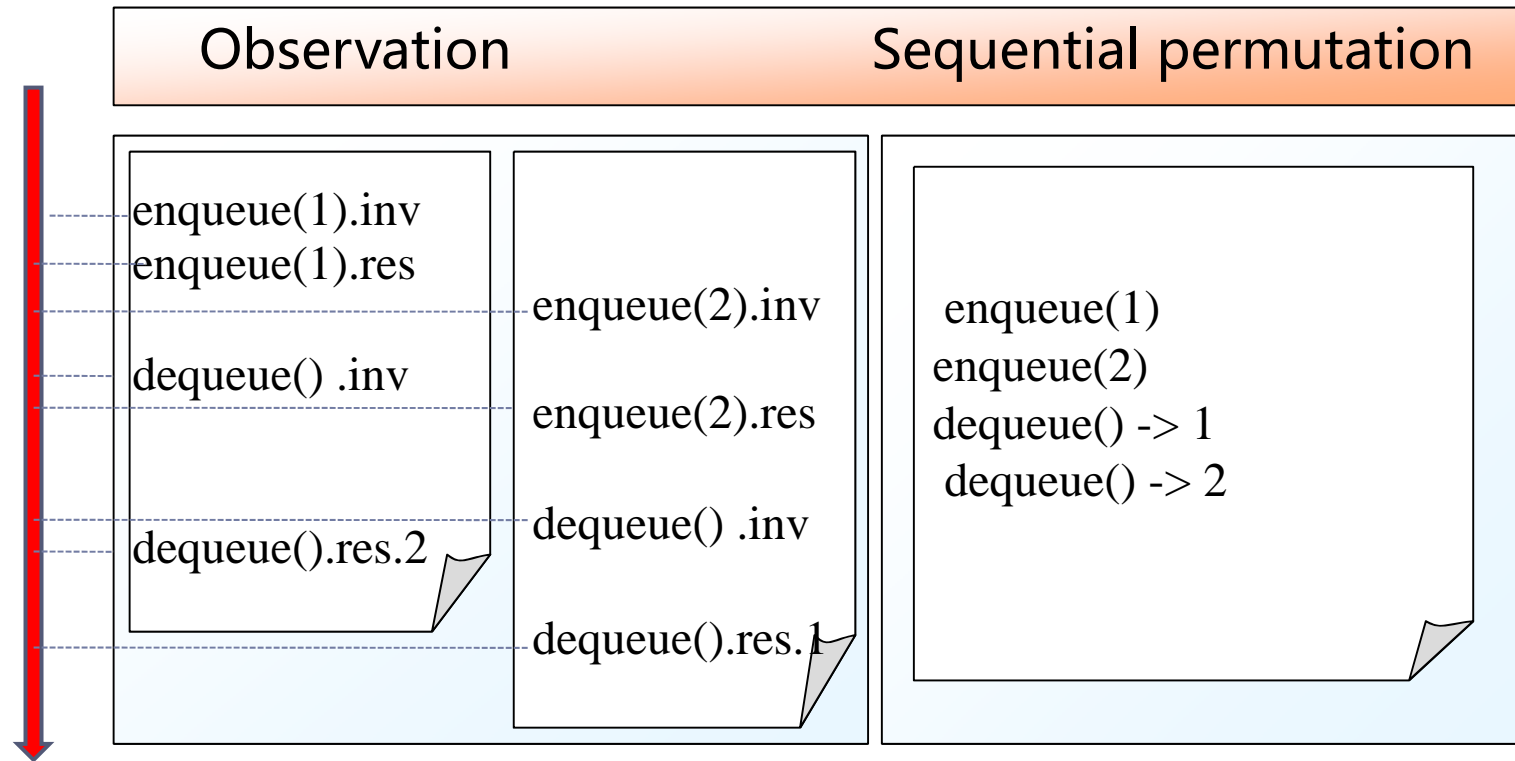 Observation
Sequential permutation
enqueue(1).inv
enqueue(1).res
dequeue() .inv
dequeue().res.2
enqueue(2).inv
enqueue(2).res
dequeue() .inv
dequeue().res.1
enqueue(1)
enqueue(2)
dequeue() -> 1
dequeue() -> 2